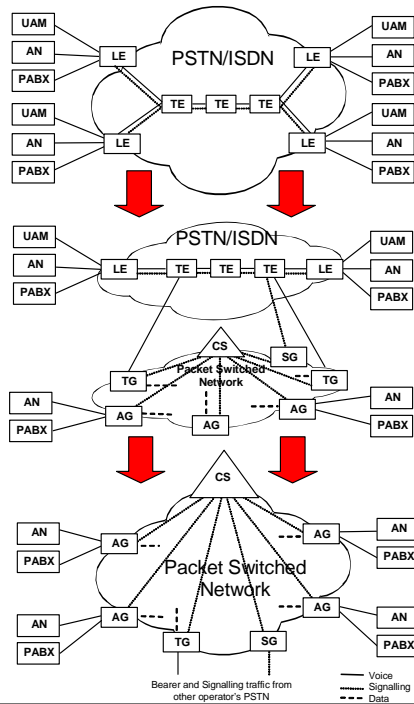 UAM
UAM
PSTN/ISDN
LE
LE
AN
AN
PABX
PABX
TE
TE
TE
UAM
UAM
AN
LE
LE
AN
PABX
PABX
PSTN/ISDN
UAM
UAM
LE
TE
TE
TE
LE
AN
AN
PABX
PABX
CS
SG
Packet Switched
Network
TG
TG
AN
AG
AG
AN
PABX
AG
PABX
CS
AN
AG
AG
AN
PABX
PABX
Packet Switched
Network
AN
AG
AG
AN
PABX
PABX
TG
SG
Bearer and Signalling traffic from
other operator's PSTN
Voice
Signalling
Data